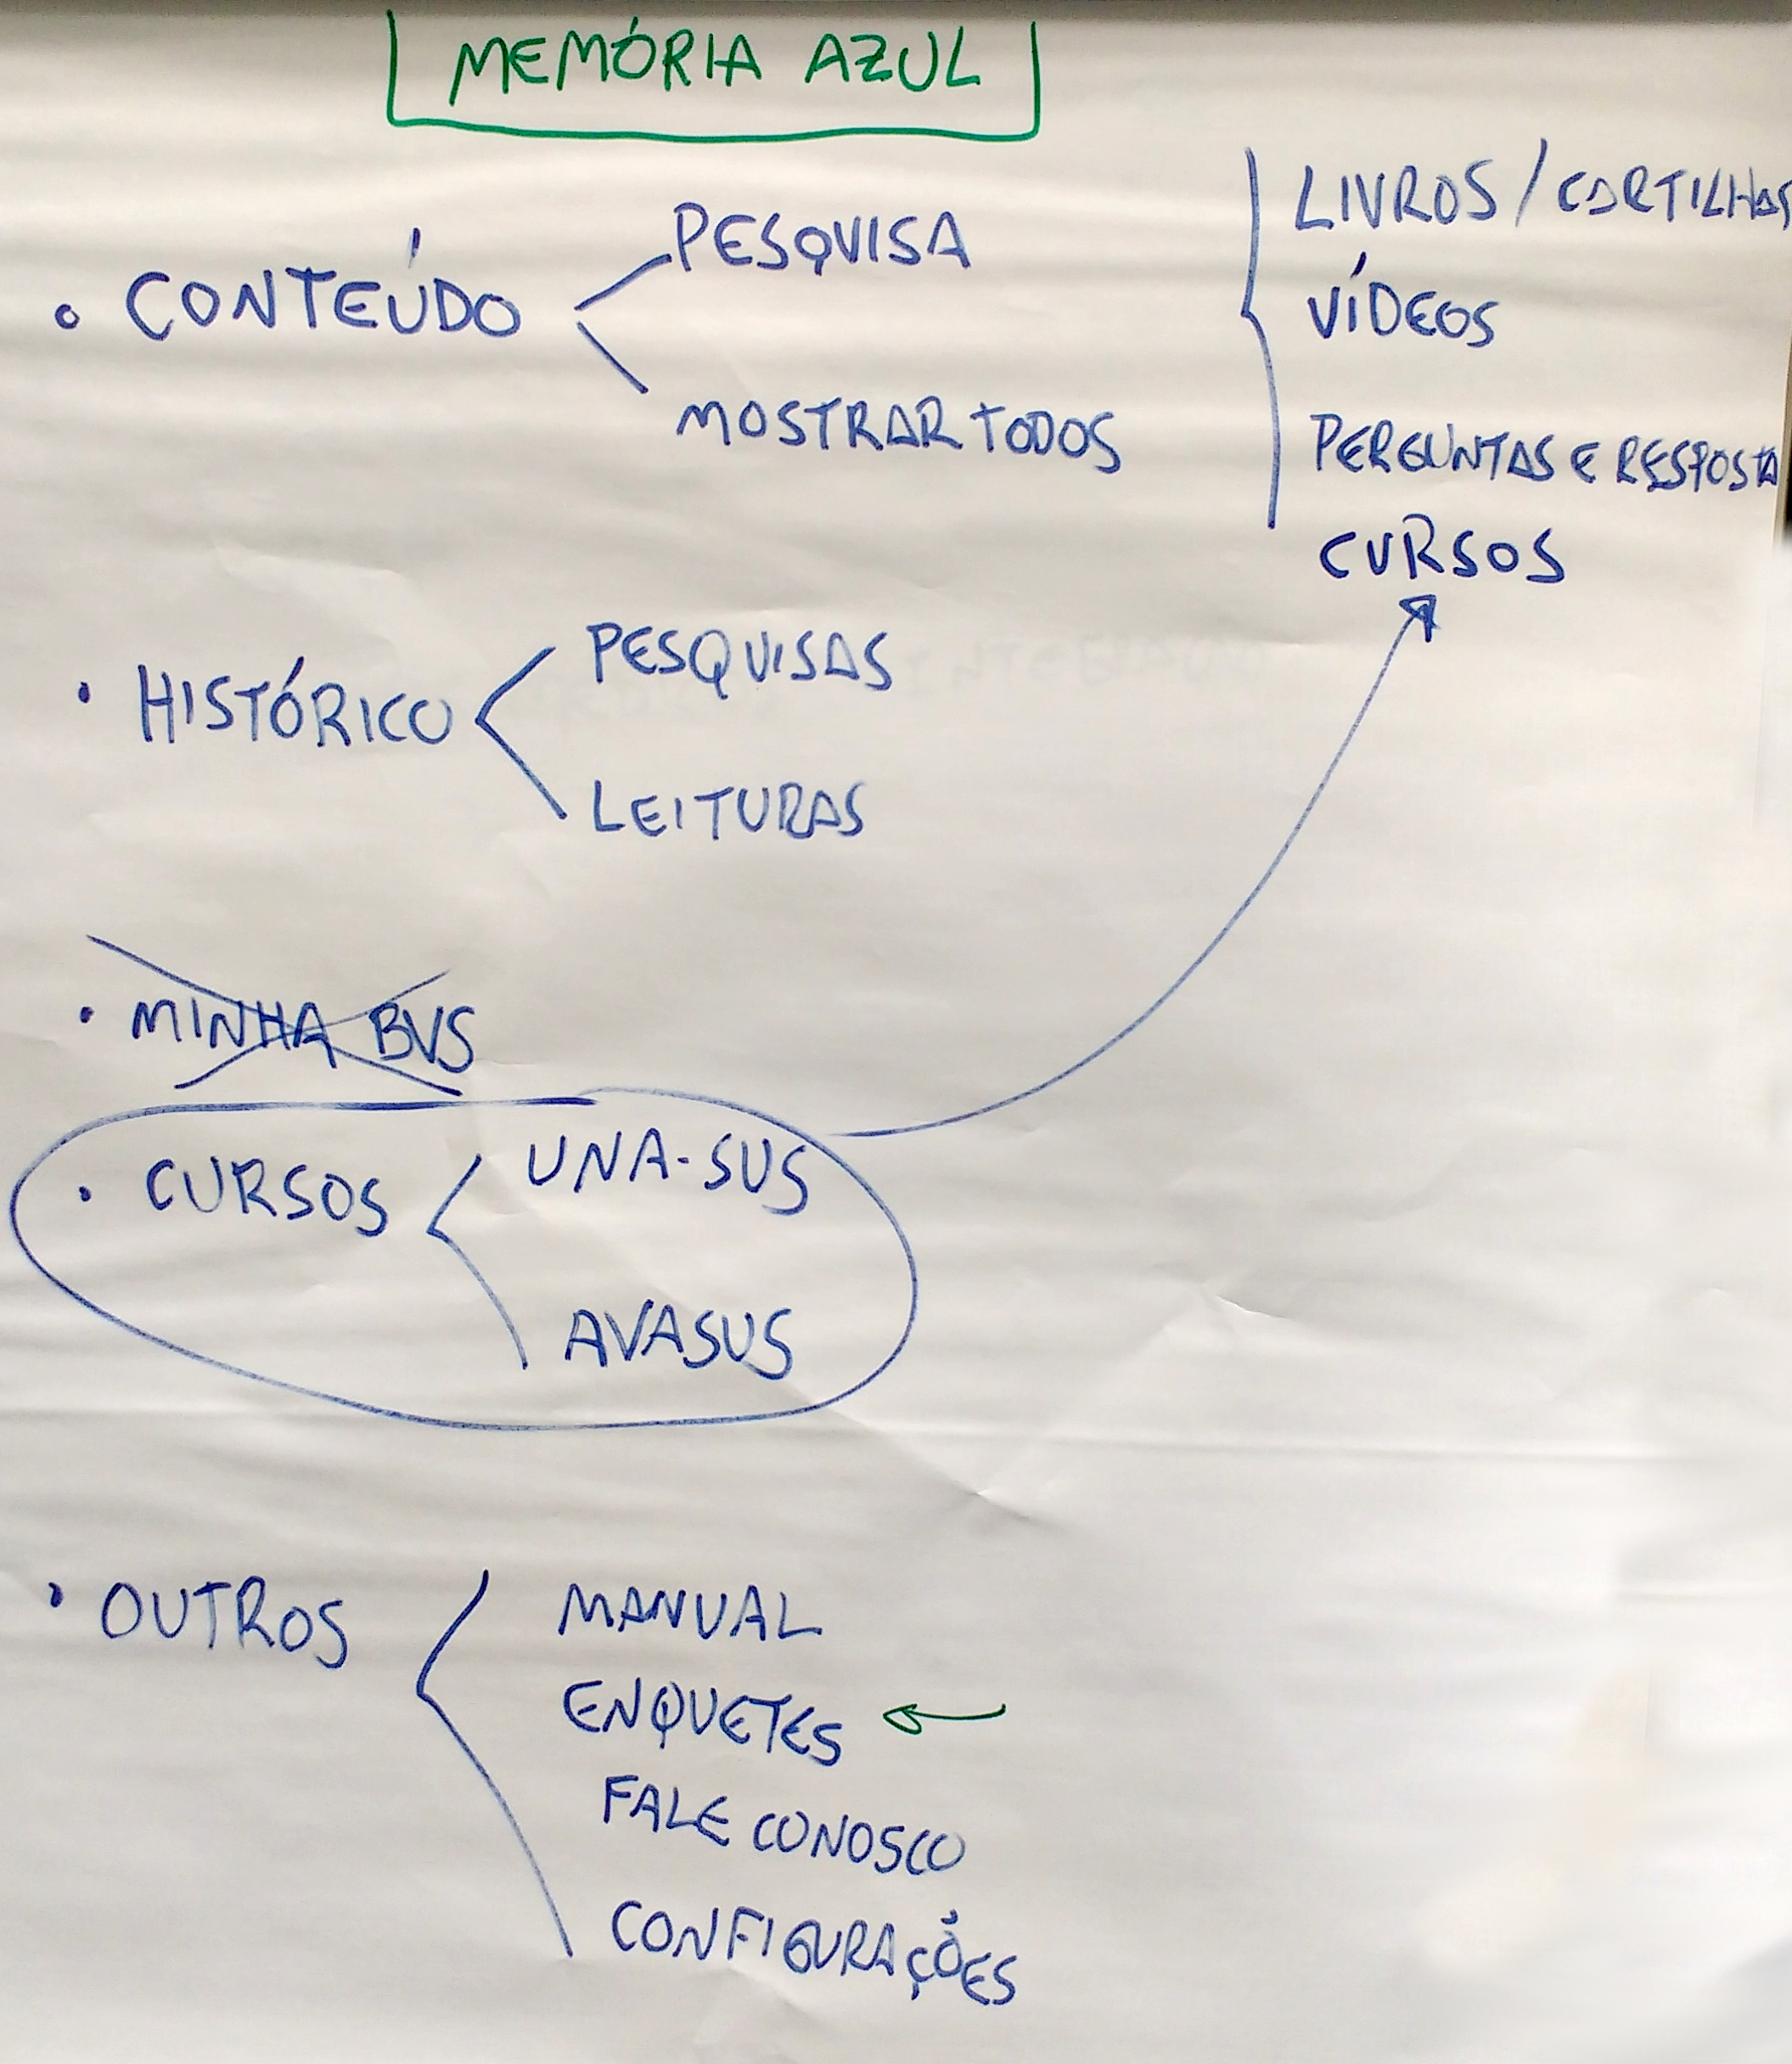 MEMÓRIA AZUL
• CONTEÚDO
PESQUISA
MOSTRAR TODOS
LIVROS / CARTILHAS
VÍDEOS
PERGUNTAS E RESPOSTA
CURSOS
• HISTÓRICO
PESQUISAS
LEITURAS
• MINHA BVS
• CURSOS
UNA-SUS
AVASUS
• OUTROS
MANUAL
ENQUETES
FALE CONOSCO
CONFIGURAÇÕES